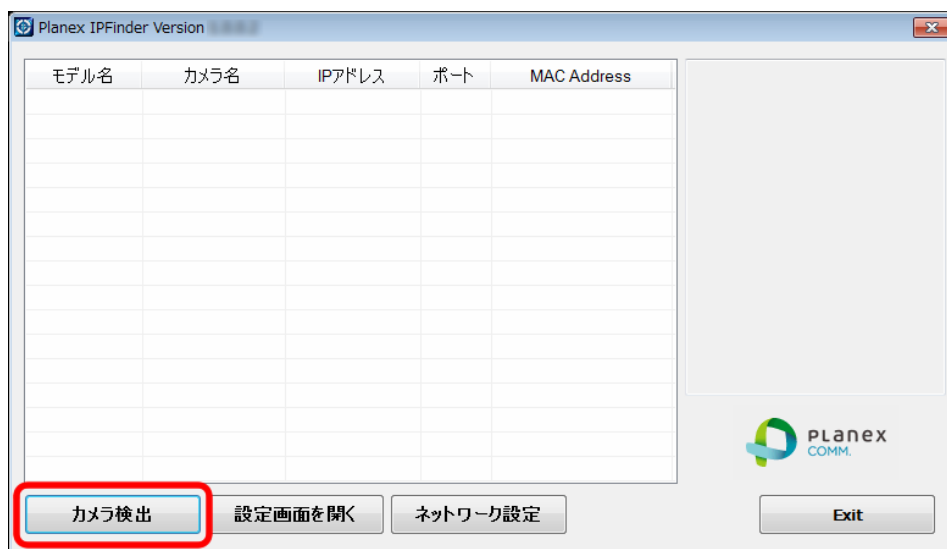 Planex IPFinder Version
モデル名 カメラ名 IPアドレス ポート MAC Address
PLanex
COMM.
カメラ検出 設定画面を開く ネットワーク設定 Exit